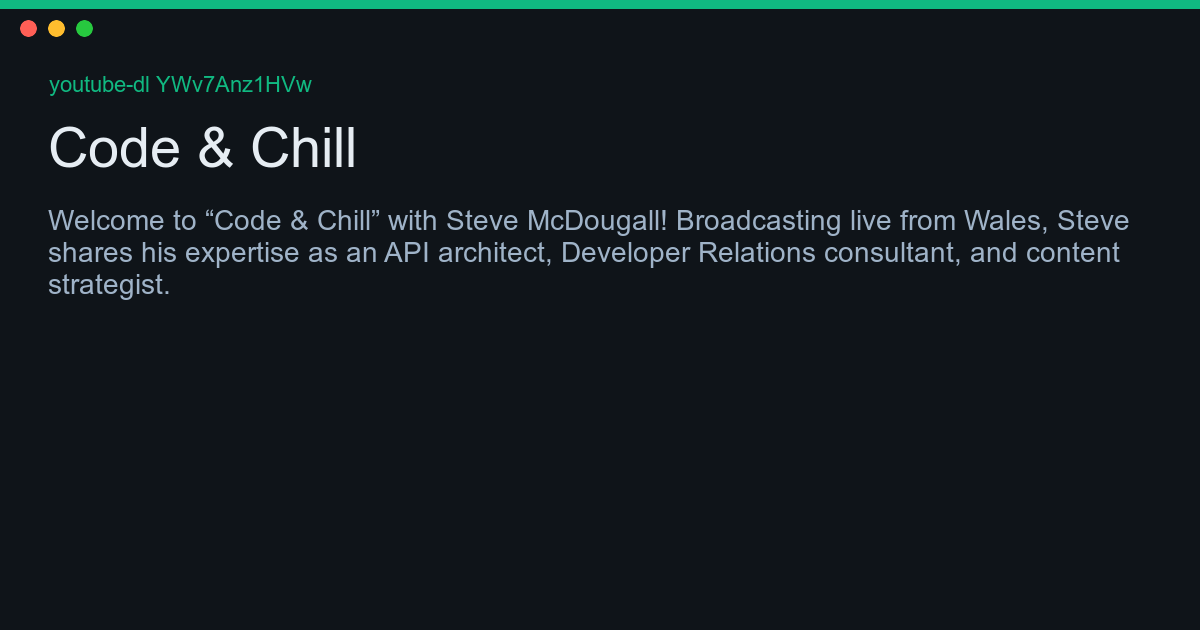 youtube-dl YWv7Anz1HVw
Code & Chill
Welcome to “Code & Chill” with Steve McDougall! Broadcasting live from Wales, Steve
shares his expertise as an API architect, Developer Relations consultant, and content
strategist.